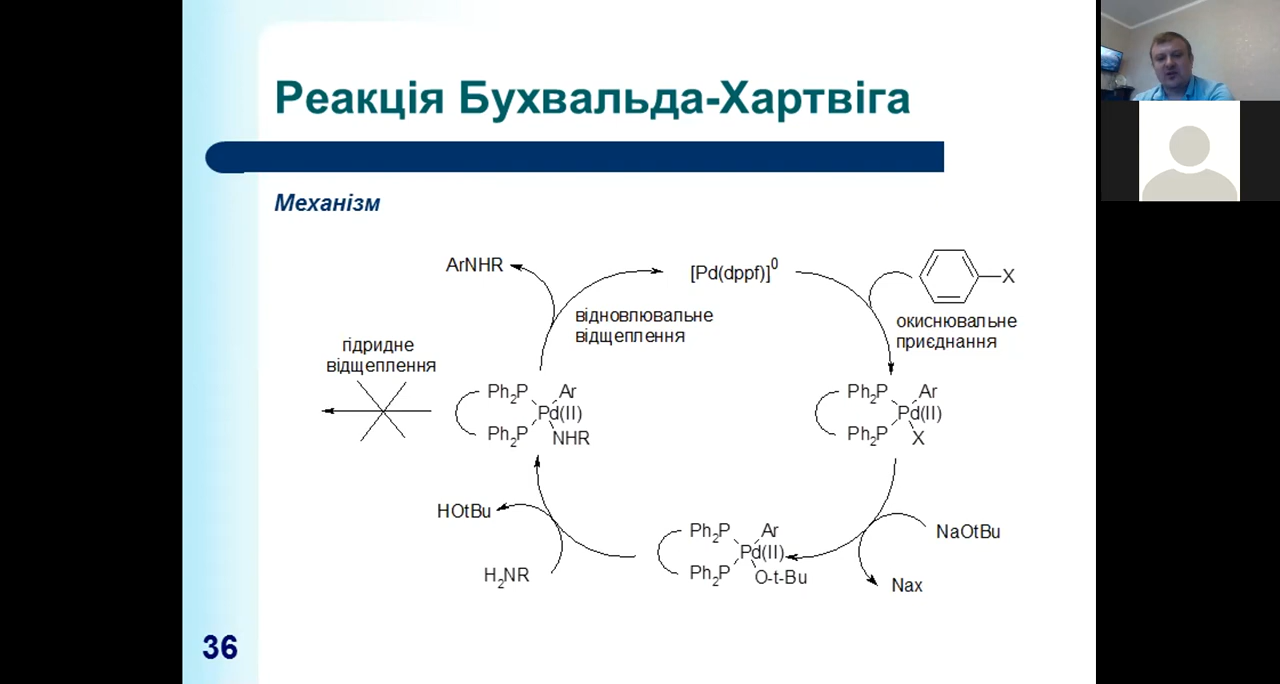 Реакція Бухвальда-Хартвіга
Механізм
ArNHR
[Pd(dppf)]⁰
X
відновлювальне
відщеплення
окиснювальне
приєднання
гідридне
відщеплення
Ph₂P Ar
Pd(II)
Ph₂P NHR
Ph₂P Ar
Pd(II)
Ph₂P X
HOtBu
H₂NR
Ph₂P Ar
Pd(II)
Ph₂P O-t-Bu
NaOtBu
Nax
36